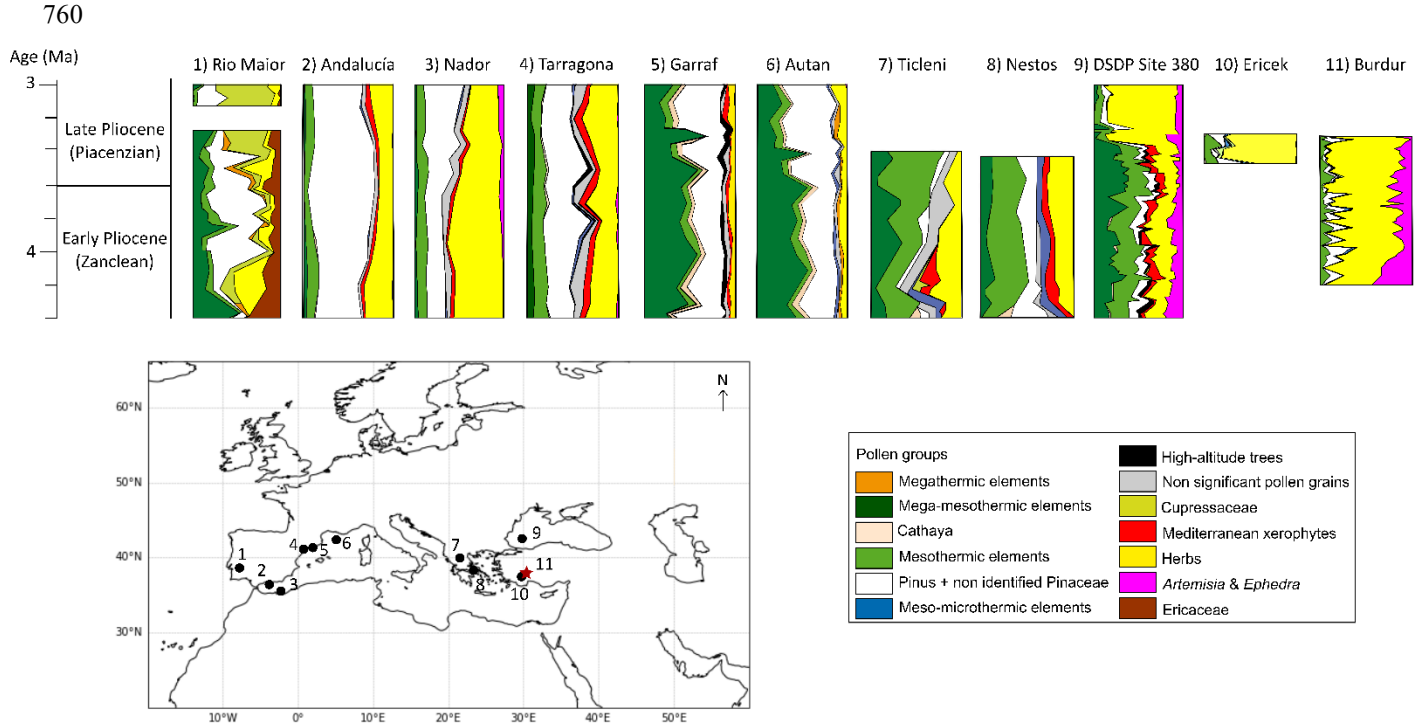 760
Age (Ma)
1) Rio Maior
2) Andalucía
3) Nador
4) Tarragona
5) Garraf
6) Autan
7) Ticleni
8) Nestos
9) DSDP Site 380
10) Ericek
11) Burdur
3
Late Pliocene
(Piacenzian)
Early Pliocene
(Zanclean)
4
N
60°N
50°N
40°N
30°N
1
2
3
4
5
6
7
8
9
10
11
10°W
0°
10°E
20°E
30°E
40°E
50°E
Pollen groups
Megathermic elements
Mega-mesothermic elements
Cathaya
Mesothermic elements
Pinus + non identified Pinaceae
Meso-microthermic elements
High-altitude trees
Non significant pollen grains
Cupressaceae
Mediterranean xerophytes
Herbs
Artemisia & Ephedra
Ericaceae